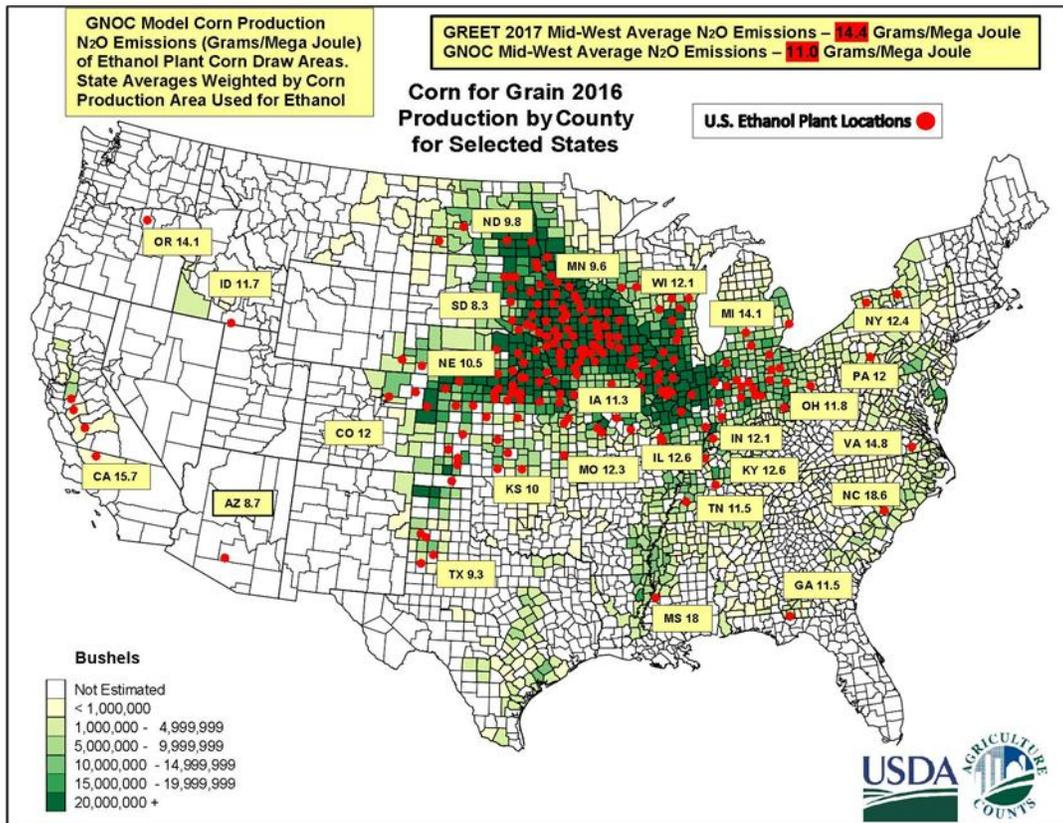 GNOC Model Corn Production
N2O Emissions (Grams/Mega Joule)
of Ethanol Plant Corn Draw Areas.
State Averages Weighted by Corn
Production Area Used for Ethanol
GREET 2017 Mid-West Average N2O Emissions – 14.4 Grams/Mega Joule
GNOC Mid-West Average N2O Emissions – 11.0 Grams/Mega Joule
Corn for Grain 2016
Production by County
for Selected States
U.S. Ethanol Plant Locations
ND 9.8
OR 14.1
MN 9.6
ID 11.7
WI 12.1
SD 8.3
MI 14.1
NY 12.4
NE 10.5
PA 12
IA 11.3
OH 11.8
CO 12
IN 12.1
VA 14.8
IL 12.6
MO 12.3
KY 12.6
CA 15.7
KS 10
AZ 8.7
NC 18.6
TN 11.5
TX 9.3
GA 11.5
MS 18
Bushels
Not Estimated
< 1,000,000
1,000,000 - 4,999,999
5,000,000 - 9,999,999
10,000,000 - 14,999,999
15,000,000 - 19,999,999
20,000,000 +
USDA
AGRICULTURE
COUNTS